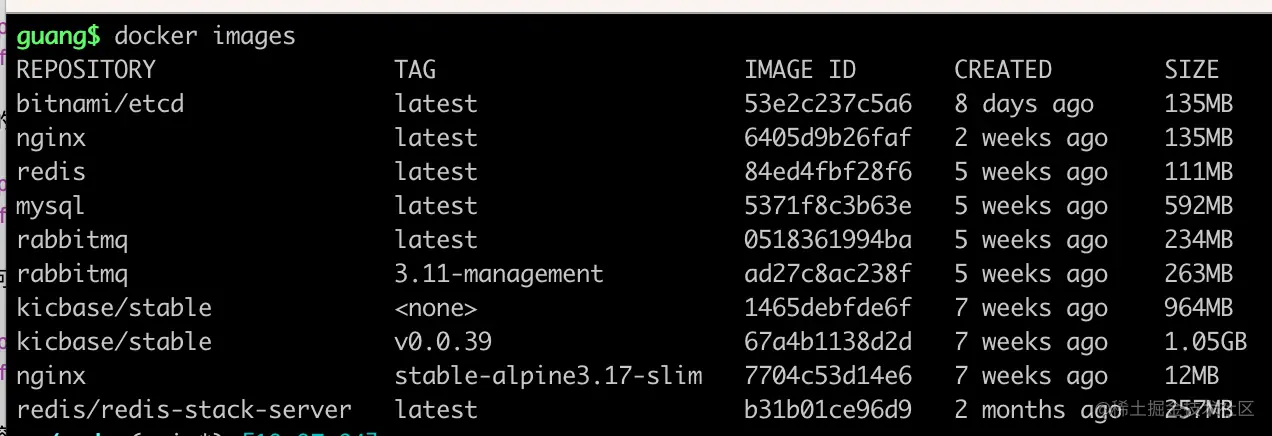 guang$ docker images
REPOSITORY TAG IMAGE ID CREATED SIZE
bitnami/etcd latest 53e2c237c5a6 8 days ago 135MB
nginx latest 6405d9b26faf 2 weeks ago 135MB
redis latest 84ed4fbf28f6 5 weeks ago 111MB
mysql latest 5371f8c3b63e 5 weeks ago 592MB
rabbitmq latest 0518361994ba 5 weeks ago 234MB
rabbitmq 3.11-management ad27c8ac238f 5 weeks ago 263MB
kicbase/stable <none> 1465debfde6f 7 weeks ago 964MB
kicbase/stable v0.0.39 67a4b1138d2d 7 weeks ago 1.05GB
nginx stable-alpine3.17-slim 7704c53d14e6 7 weeks ago 12MB
redis/redis-stack-server latest b31b01ce96d9 2 months ago 257MB
@稀土掘金技术社区